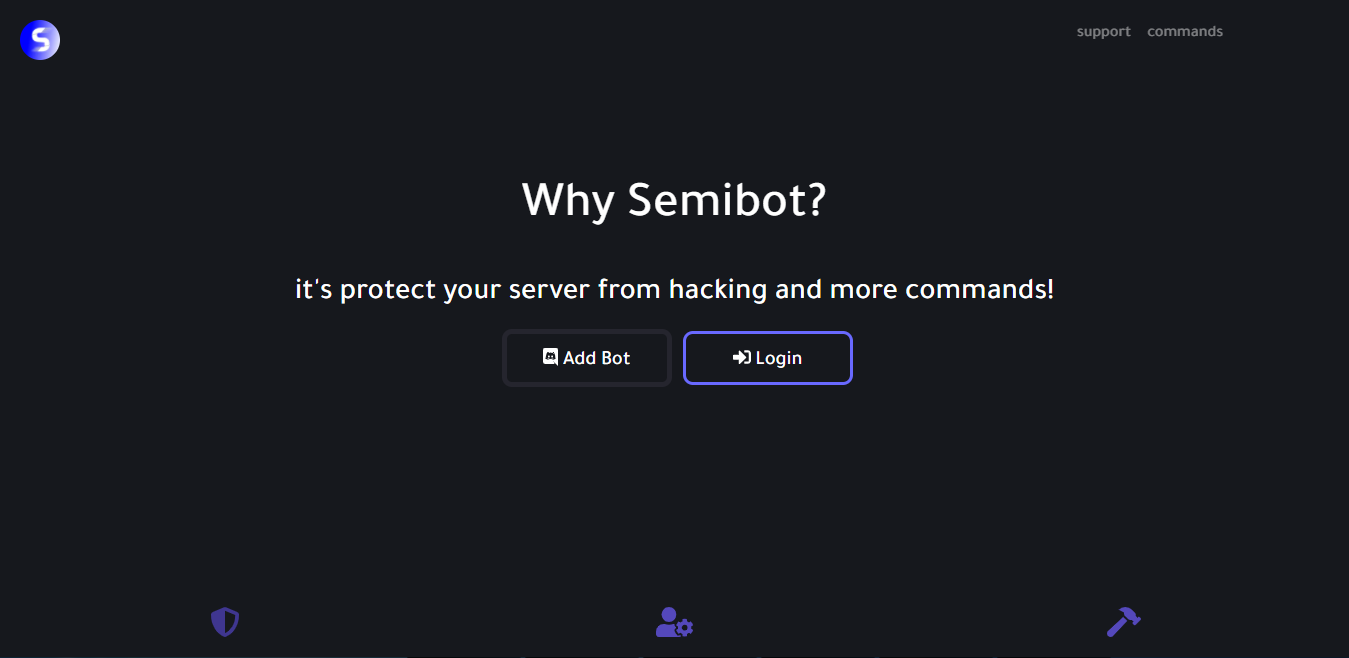 S
support commands
Why Semibot?
it's protect your server from hacking and more commands!
Add Bot Login